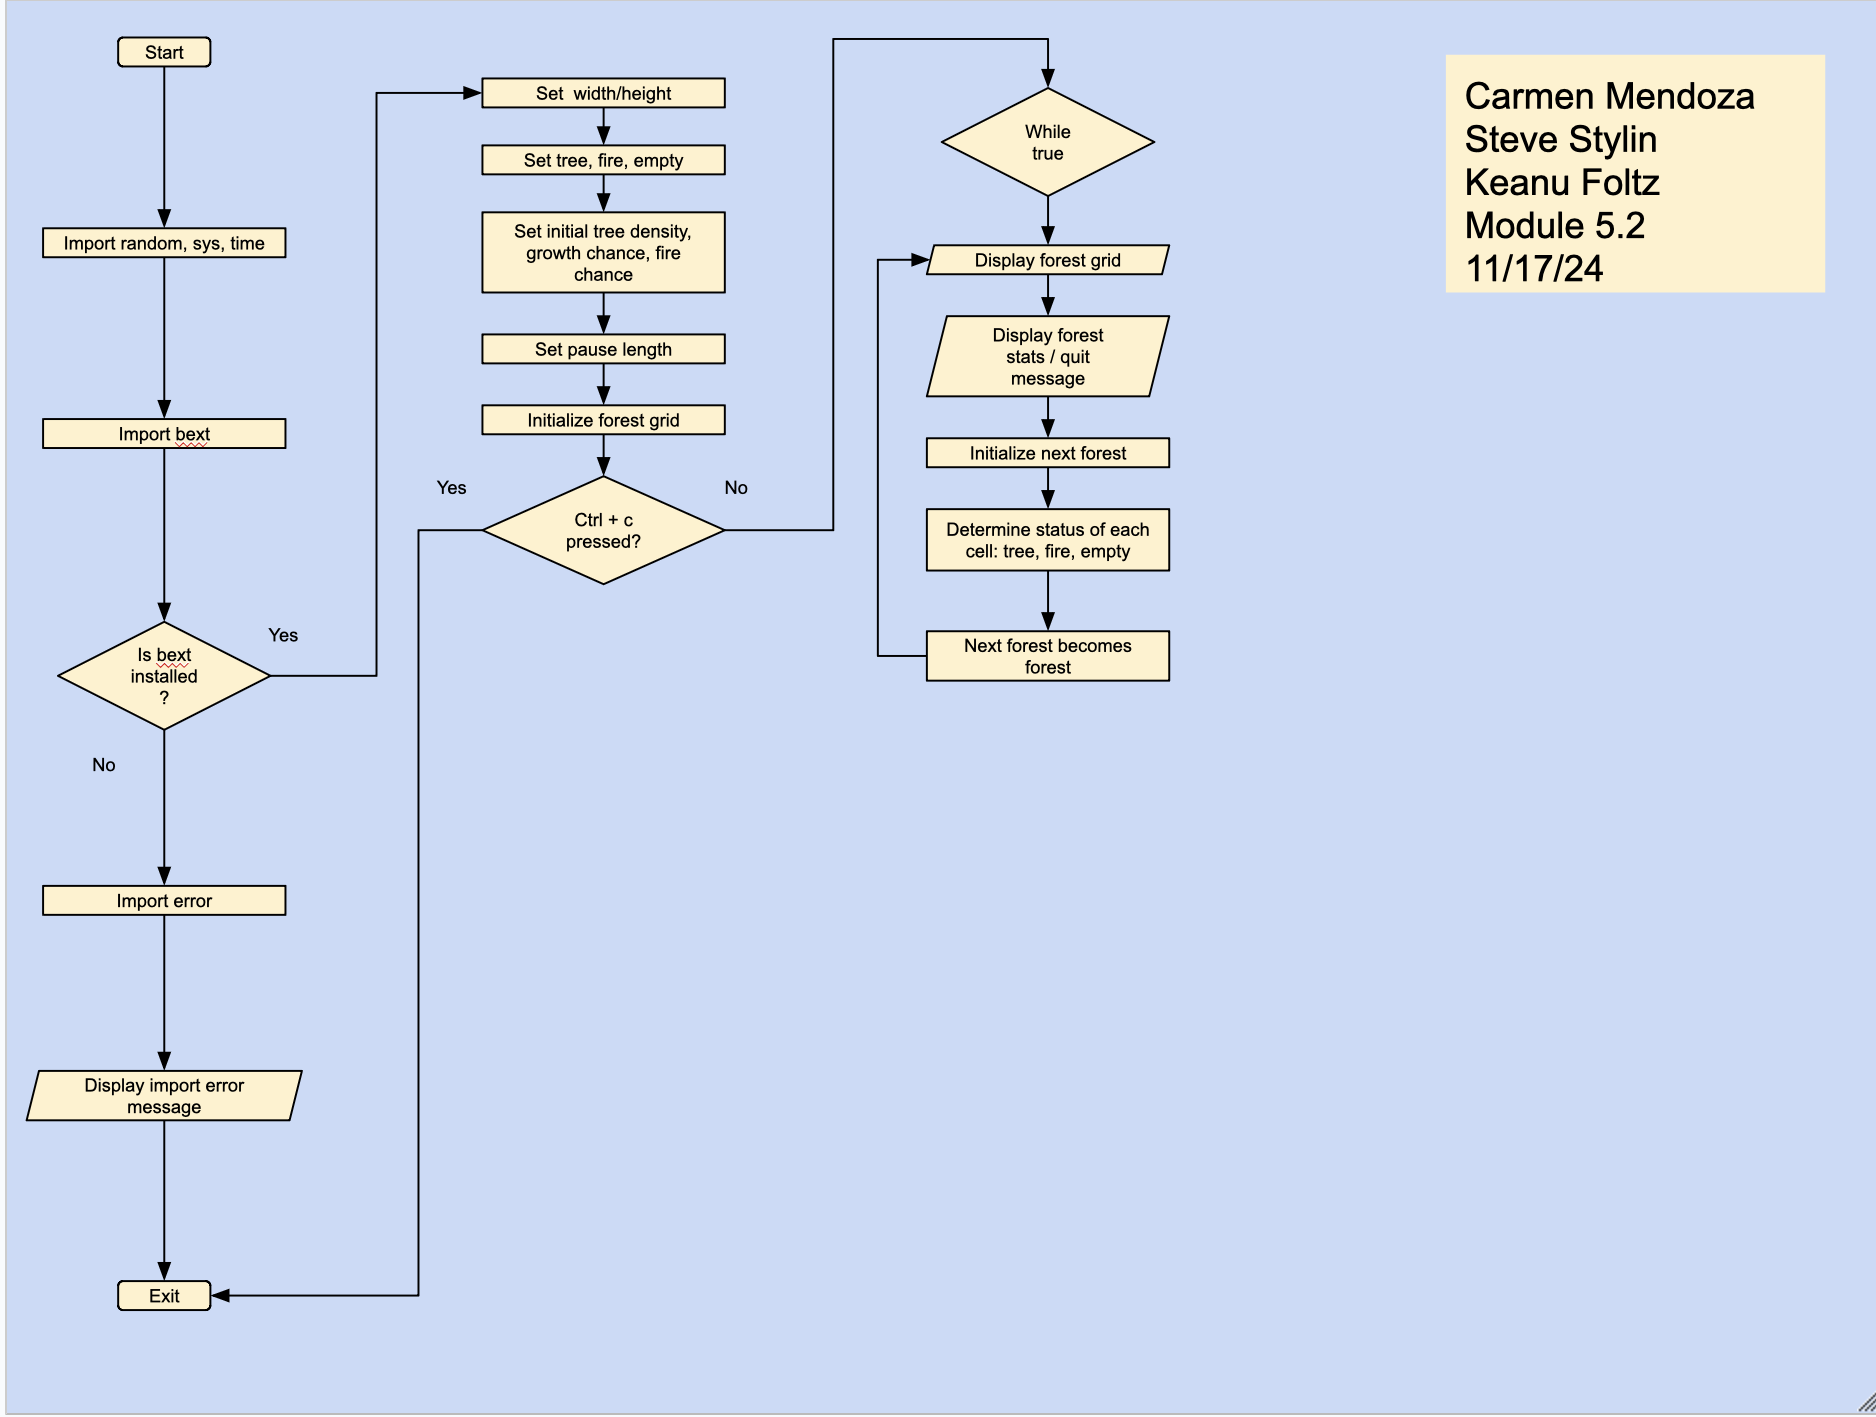 Start
Import random, sys, time
Import bext
Is bext
installed
?
Yes
No
Import error
Display import error
message
Exit
Set  width/height
Set tree, fire, empty
Set initial tree density,
growth chance, fire
chance
Set pause length
Initialize forest grid
Yes
No
Ctrl + c
pressed?
While
true
Display forest grid
Display forest
stats / quit
message
Initialize next forest
Determine status of each
cell: tree, fire, empty
Next forest becomes
forest
Carmen Mendoza
Steve Stylin
Keanu Foltz
Module 5.2
11/17/24